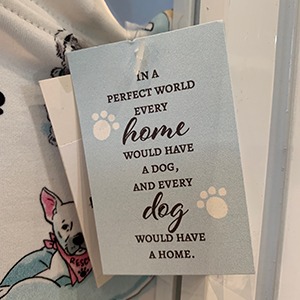 IN A
PERFECT WORLD
EVERY
home
WOULD HAVE
A DOG,
AND EVERY
dog
WOULD HAVE
A HOME.